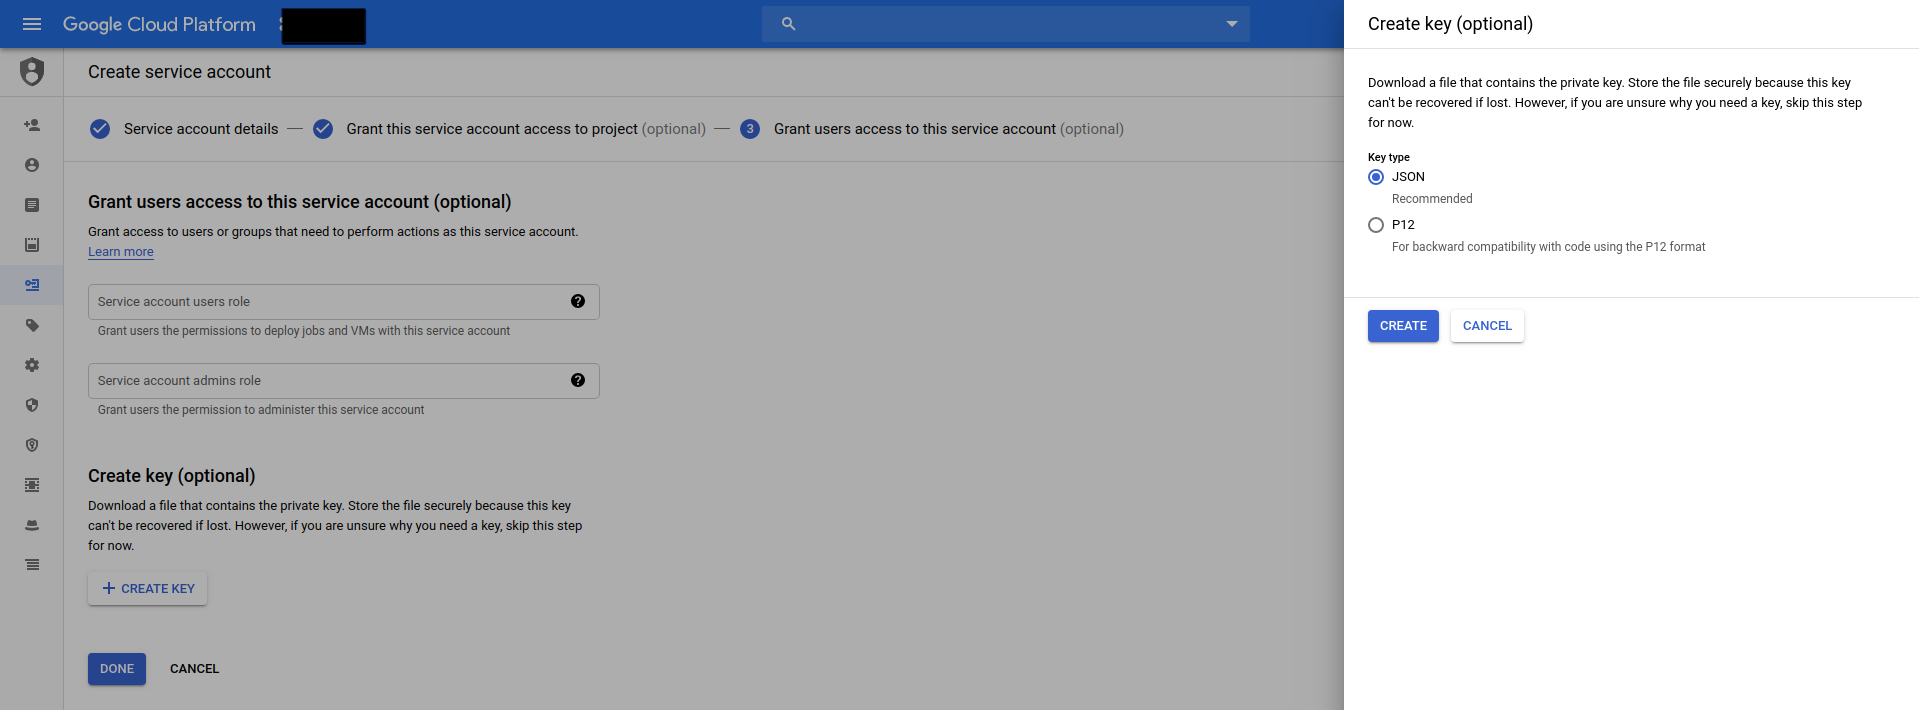 Google Cloud Platform
Create service account
Service account details
Grant this service account access to project (optional)
3
Grant users access to this service account (optional)
Grant users access to this service account (optional)
Grant access to users or groups that need to perform actions as this service account.
Learn more
Service account users role
?
Grant users the permissions to deploy jobs and VMs with this service account
Service account admins role
?
Grant users the permission to administer this service account
Create key (optional)
Download a file that contains the private key. Store the file securely because this key
can't be recovered if lost. However, if you are unsure why you need a key, skip this step
for now.
+ CREATE KEY
DONE
CANCEL
Create key (optional)
Download a file that contains the private key. Store the file securely because this key
can't be recovered if lost. However, if you are unsure why you need a key, skip this step
for now.
Key type
JSON
Recommended
P12
For backward compatibility with code using the P12 format
CREATE
CANCEL